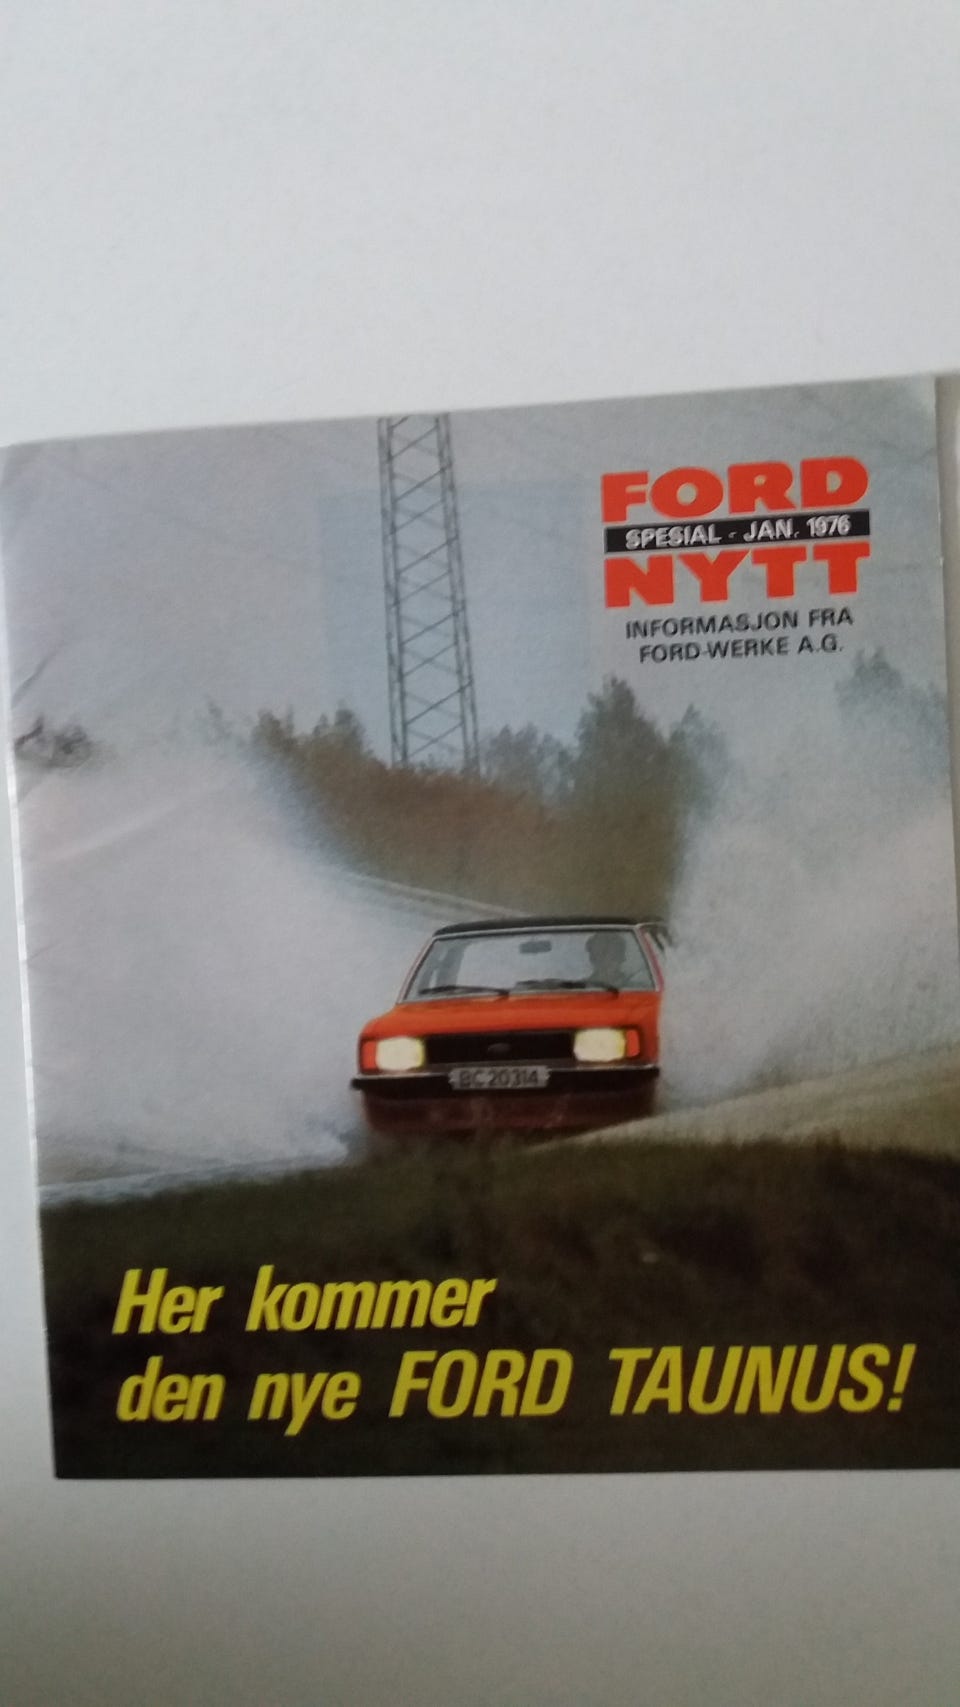 FORD
SPESIAL - JAN. 1976
NYTT
INFORMASJON FRA
FORD-WERKE A.G.
BC 20314
Her kommer
den nye FORD TAUNUS!